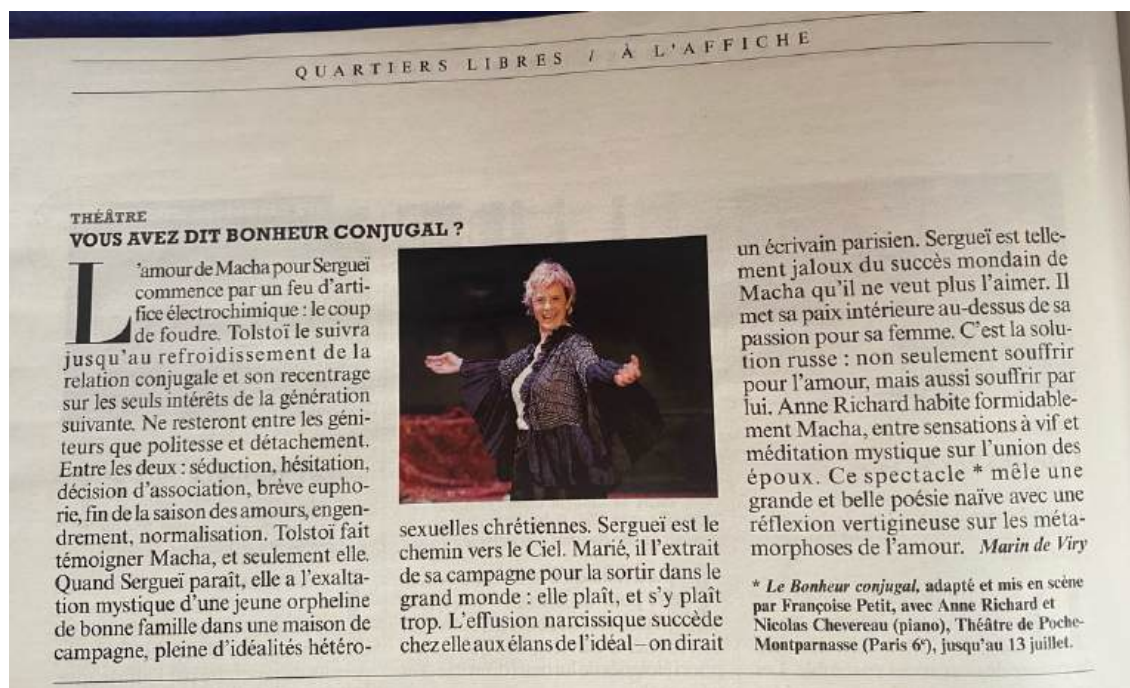 QUARTIERS LIBRES / À L'AFFICHE
THÉÂTRE
VOUS AVEZ DIT BONHEUR CONJUGAL ?
L'amour de Macha pour Sergueï
commence par un feu d'arti-
fice électrochimique : le coup
de foudre. Tolstoï le suivra
jusqu'au refroidissement de la
relation conjugale et son recentrage
sur les seuls intérêts de la génération
suivante. Ne resteront entre les géni-
teurs que politesse et détachement.
Entre les deux : séduction, hésitation,
décision d'association, brève eupho-
rie, fin de la saison des amours, engen-
drement, normalisation. Tolstoï fait
témoigner Macha, et seulement elle.
Quand Sergueï paraît, elle a l'exalta-
tion mystique d'une jeune orpheline
de bonne famille dans une maison de
campagne, pleine d'idéalités hétéro-
sexuelles chrétiennes. Sergueï est le
chemin vers le Ciel. Marié, il l'extrait
de sa campagne pour la sortir dans le
grand monde : elle plaît, et s'y plaît
trop. L'effusion narcissique succède
chez elle aux élans de l'idéal – on dirait
un écrivain parisien. Sergueï est telle-
ment jaloux du succès mondain de
Macha qu'il ne veut plus l'aimer. Il
met sa paix intérieure au-dessus de sa
passion pour sa femme. C'est la solu-
tion russe : non seulement souffrir
pour l'amour, mais aussi souffrir par
lui. Anne Richard habite formidable-
ment Macha, entre sensations à vif et
méditation mystique sur l'union des
époux. Ce spectacle * mêle une
grande et belle poésie naïve avec une
réflexion vertigineuse sur les méta-
morphoses de l'amour. Marin de Viry
* Le Bonheur conjugal, adapté et mis en scène
par Françoise Petit, avec Anne Richard et
Nicolas Chevereau (piano), Théâtre de Poche-
Montparnasse (Paris 6e), jusqu'au 13 juillet.